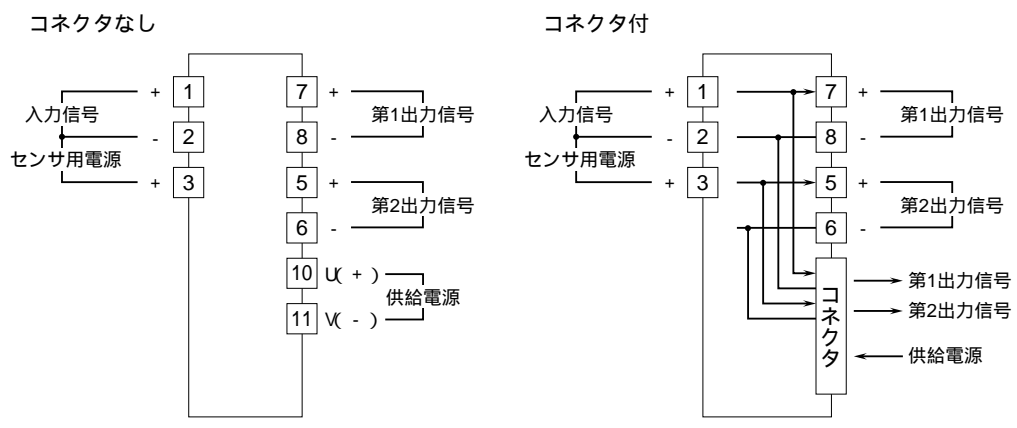 コネクタなし
+ 1
入力信号
- 2
センサ用電源
+ 3
7 +
第1出力信号
8 -
5 +
第2出力信号
6 -
10 U( + )
供給電源
11 V( - )
コネクタ付
+ 1
入力信号
- 2
センサ用電源
+ 3
7 +
第1出力信号
8 -
5 +
第2出力信号
6 -
コネクタ
第1出力信号
第2出力信号
供給電源